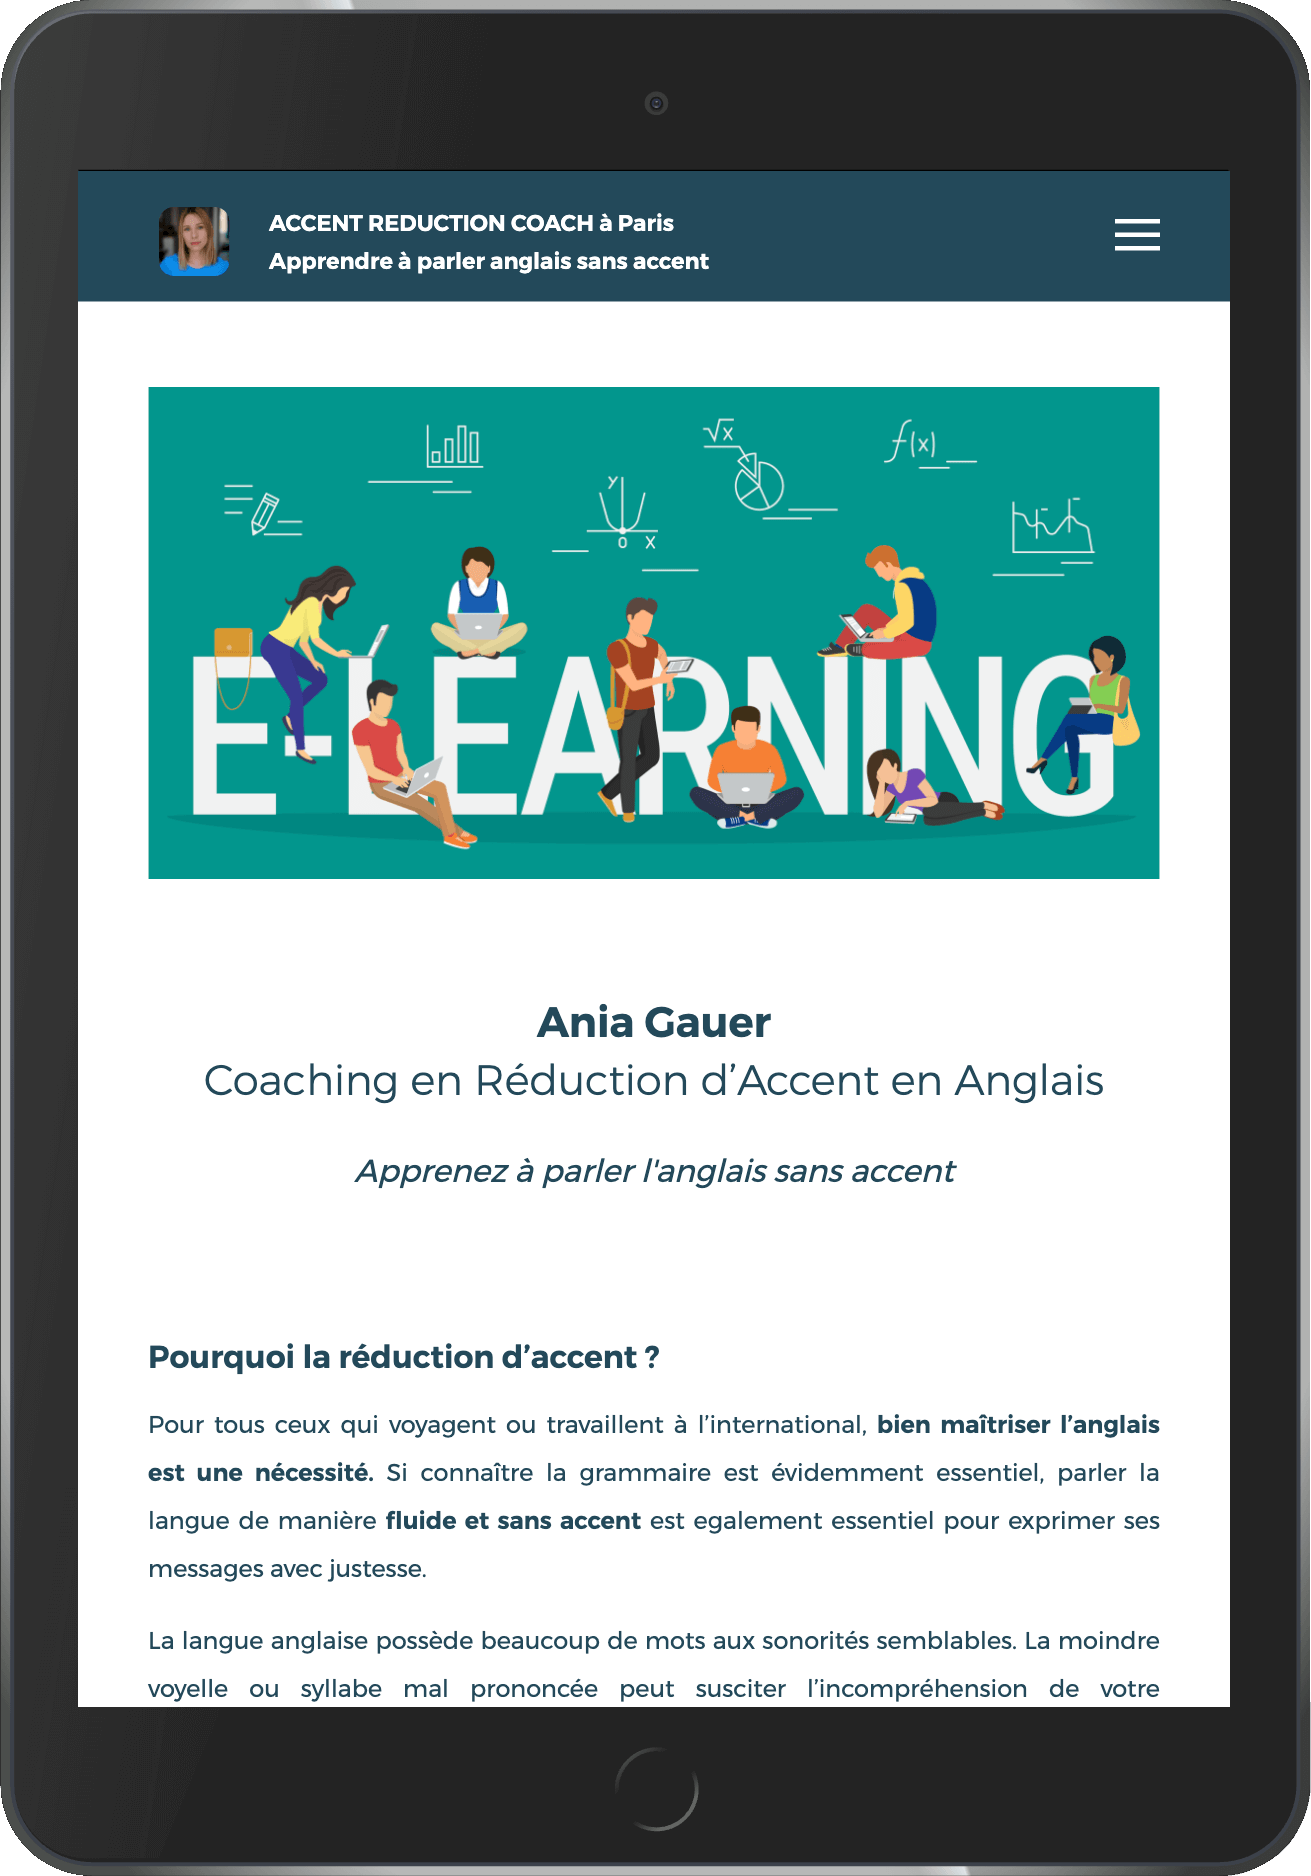 ACCENT REDUCTION COACH à Paris
Apprendre à parler anglais sans accent
√x
f(x)
y
0 X
E-LEARNING
Ania Gauer
Coaching en Réduction d’Accent en Anglais
Apprenez à parler l'anglais sans accent
Pourquoi la réduction d’accent ?
Pour tous ceux qui voyagent ou travaillent à l’international, bien maîtriser l’anglais
est une nécessité. Si connaître la grammaire est évidemment essentiel, parler la
langue de manière fluide et sans accent est egalement essentiel pour exprimer ses
messages avec justesse.
La langue anglaise possède beaucoup de mots aux sonorités semblables. La moindre
voyelle ou syllabe mal prononcée peut susciter l’incompréhension de votre